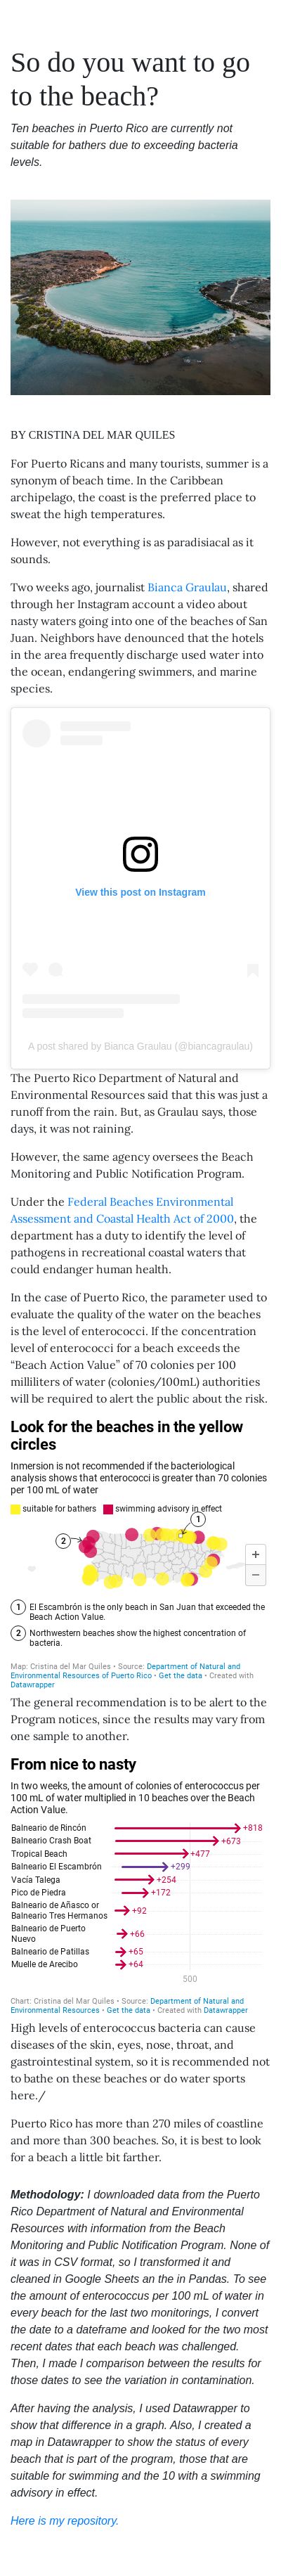 So do you want to go
to the beach?
Ten beaches in Puerto Rico are currently not
suitable for bathers due to exceeding bacteria
levels.
BY CRISTINA DEL MAR QUILES
For Puerto Ricans and many tourists, summer is a
synonym of beach time. In the Caribbean
archipelago, the coast is the preferred place to
sweat the high temperatures.
However, not everything is as paradisiacal as it
sounds.
Two weeks ago, journalist Bianca Graulau, shared
through her Instagram account a video about
nasty waters going into one of the beaches of San
Juan. Neighbors have denounced that the hotels
in the area frequently discharge used water into
the ocean, endangering swimmers, and marine
species.
View this post on Instagram
A post shared by Bianca Graulau (@biancagraulau)
The Puerto Rico Department of Natural and
Environmental Resources said that this was just a
runoff from the rain. But, as Graulau says, those
days, it was not raining.
However, the same agency oversees the Beach
Monitoring and Public Notification Program.
Under the Federal Beaches Environmental
Assessment and Coastal Health Act of 2000, the
department has a duty to identify the level of
pathogens in recreational coastal waters that
could endanger human health.
In the case of Puerto Rico, the parameter used to
evaluate the quality of the water on the beaches
is the level of enterococci. If the concentration
level of enterococci for a beach exceeds the
“Beach Action Value” of 70 colonies per 100
milliliters of water (colonies/100mL) authorities
will be required to alert the public about the risk.
Look for the beaches in the yellow
circles
Inmersion is not recommended if the bacteriological
analysis shows that enterococci is greater than 70 colonies
per 100 mL of water
suitable for bathers swimming advisory in effect
1
2
+
−
1 El Escambrón is the only beach in San Juan that exceeded the
Beach Action Value.
2 Northwestern beaches show the highest concentration of
bacteria.
Map: Cristina del Mar Quiles • Source: Department of Natural and
Environmental Resources of Puerto Rico • Get the data • Created with
Datawrapper
The general recommendation is to be alert to the
Program notices, since the results may vary from
one sample to another.
From nice to nasty
In two weeks, the amount of colonies of enterococcus per
100 mL of water multiplied in 10 beaches over the Beach
Action Value.
Balneario de Rincón +818
Balneario Crash Boat +673
Tropical Beach +477
Balneario El Escambrón +299
Vacía Talega +254
Pico de Piedra +172
Balneario de Añasco or
Balneario Tres Hermanos +92
Balneario de Puerto
Nuevo +66
Balneario de Patillas +65
Muelle de Arecibo +64
500
Chart: Cristina del Mar Quiles • Source: Department of Natural and
Environmental Resources • Get the data • Created with Datawrapper
High levels of enterococcus bacteria can cause
diseases of the skin, eyes, nose, throat, and
gastrointestinal system, so it is recommended not
to bathe on these beaches or do water sports
here./
Puerto Rico has more than 270 miles of coastline
and more than 300 beaches. So, it is best to look
for a beach a little bit farther.
Methodology: I downloaded data from the Puerto
Rico Department of Natural and Environmental
Resources with information from the Beach
Monitoring and Public Notification Program. None of
it was in CSV format, so I transformed it and
cleaned in Google Sheets an the in Pandas. To see
the amount of enterococcus per 100 mL of water in
every beach for the last two monitorings, I convert
the date to a dateframe and looked for the two most
recent dates that each beach was challenged.
Then, I made I comparison between the results for
those dates to see the variation in contamination.
After having the analysis, I used Datawrapper to
show that difference in a graph. Also, I created a
map in Datawrapper to show the status of every
beach that is part of the program, those that are
suitable for swimming and the 10 with a swimming
advisory in effect.
Here is my repository.